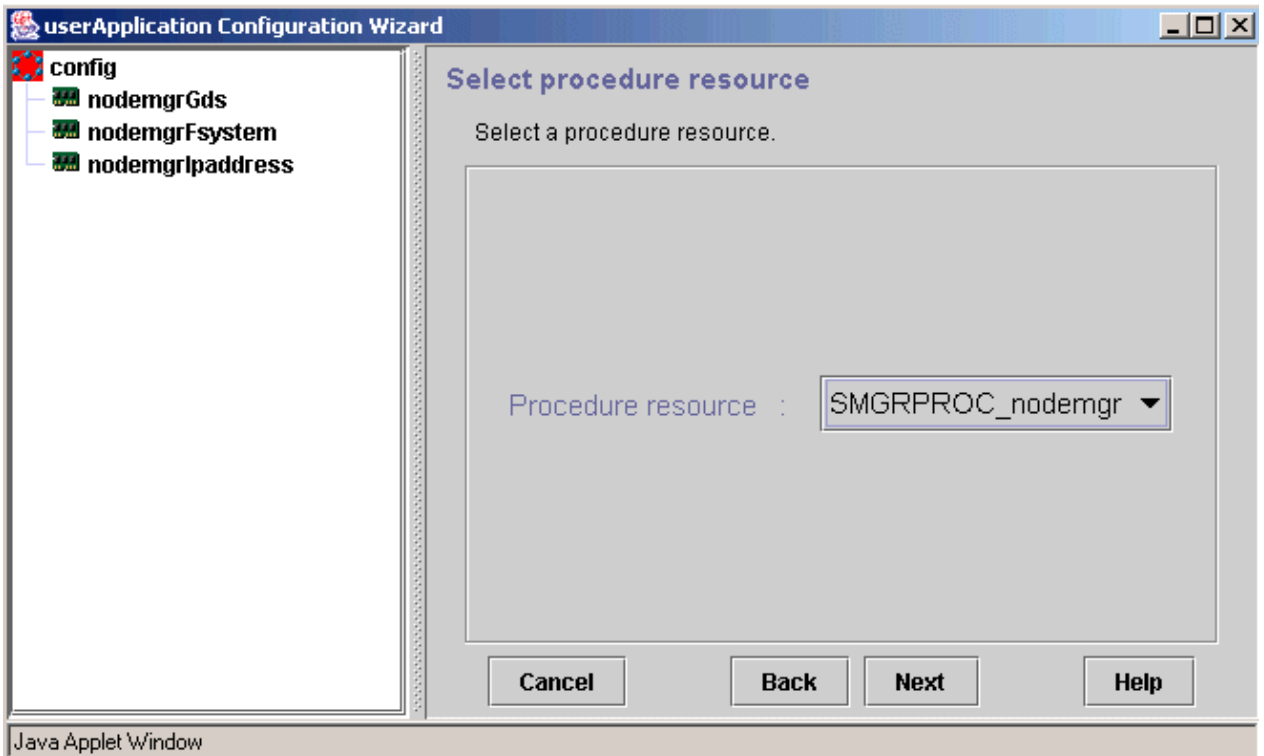 userApplication Configuration Wizard
config
nodemgrGds
nodemgrFsystem
nodemgrIpaddress
Select procedure resource
Select a procedure resource.
Procedure resource : SMGRPROC_nodemgr
Cancel Back Next Help
Java Applet Window